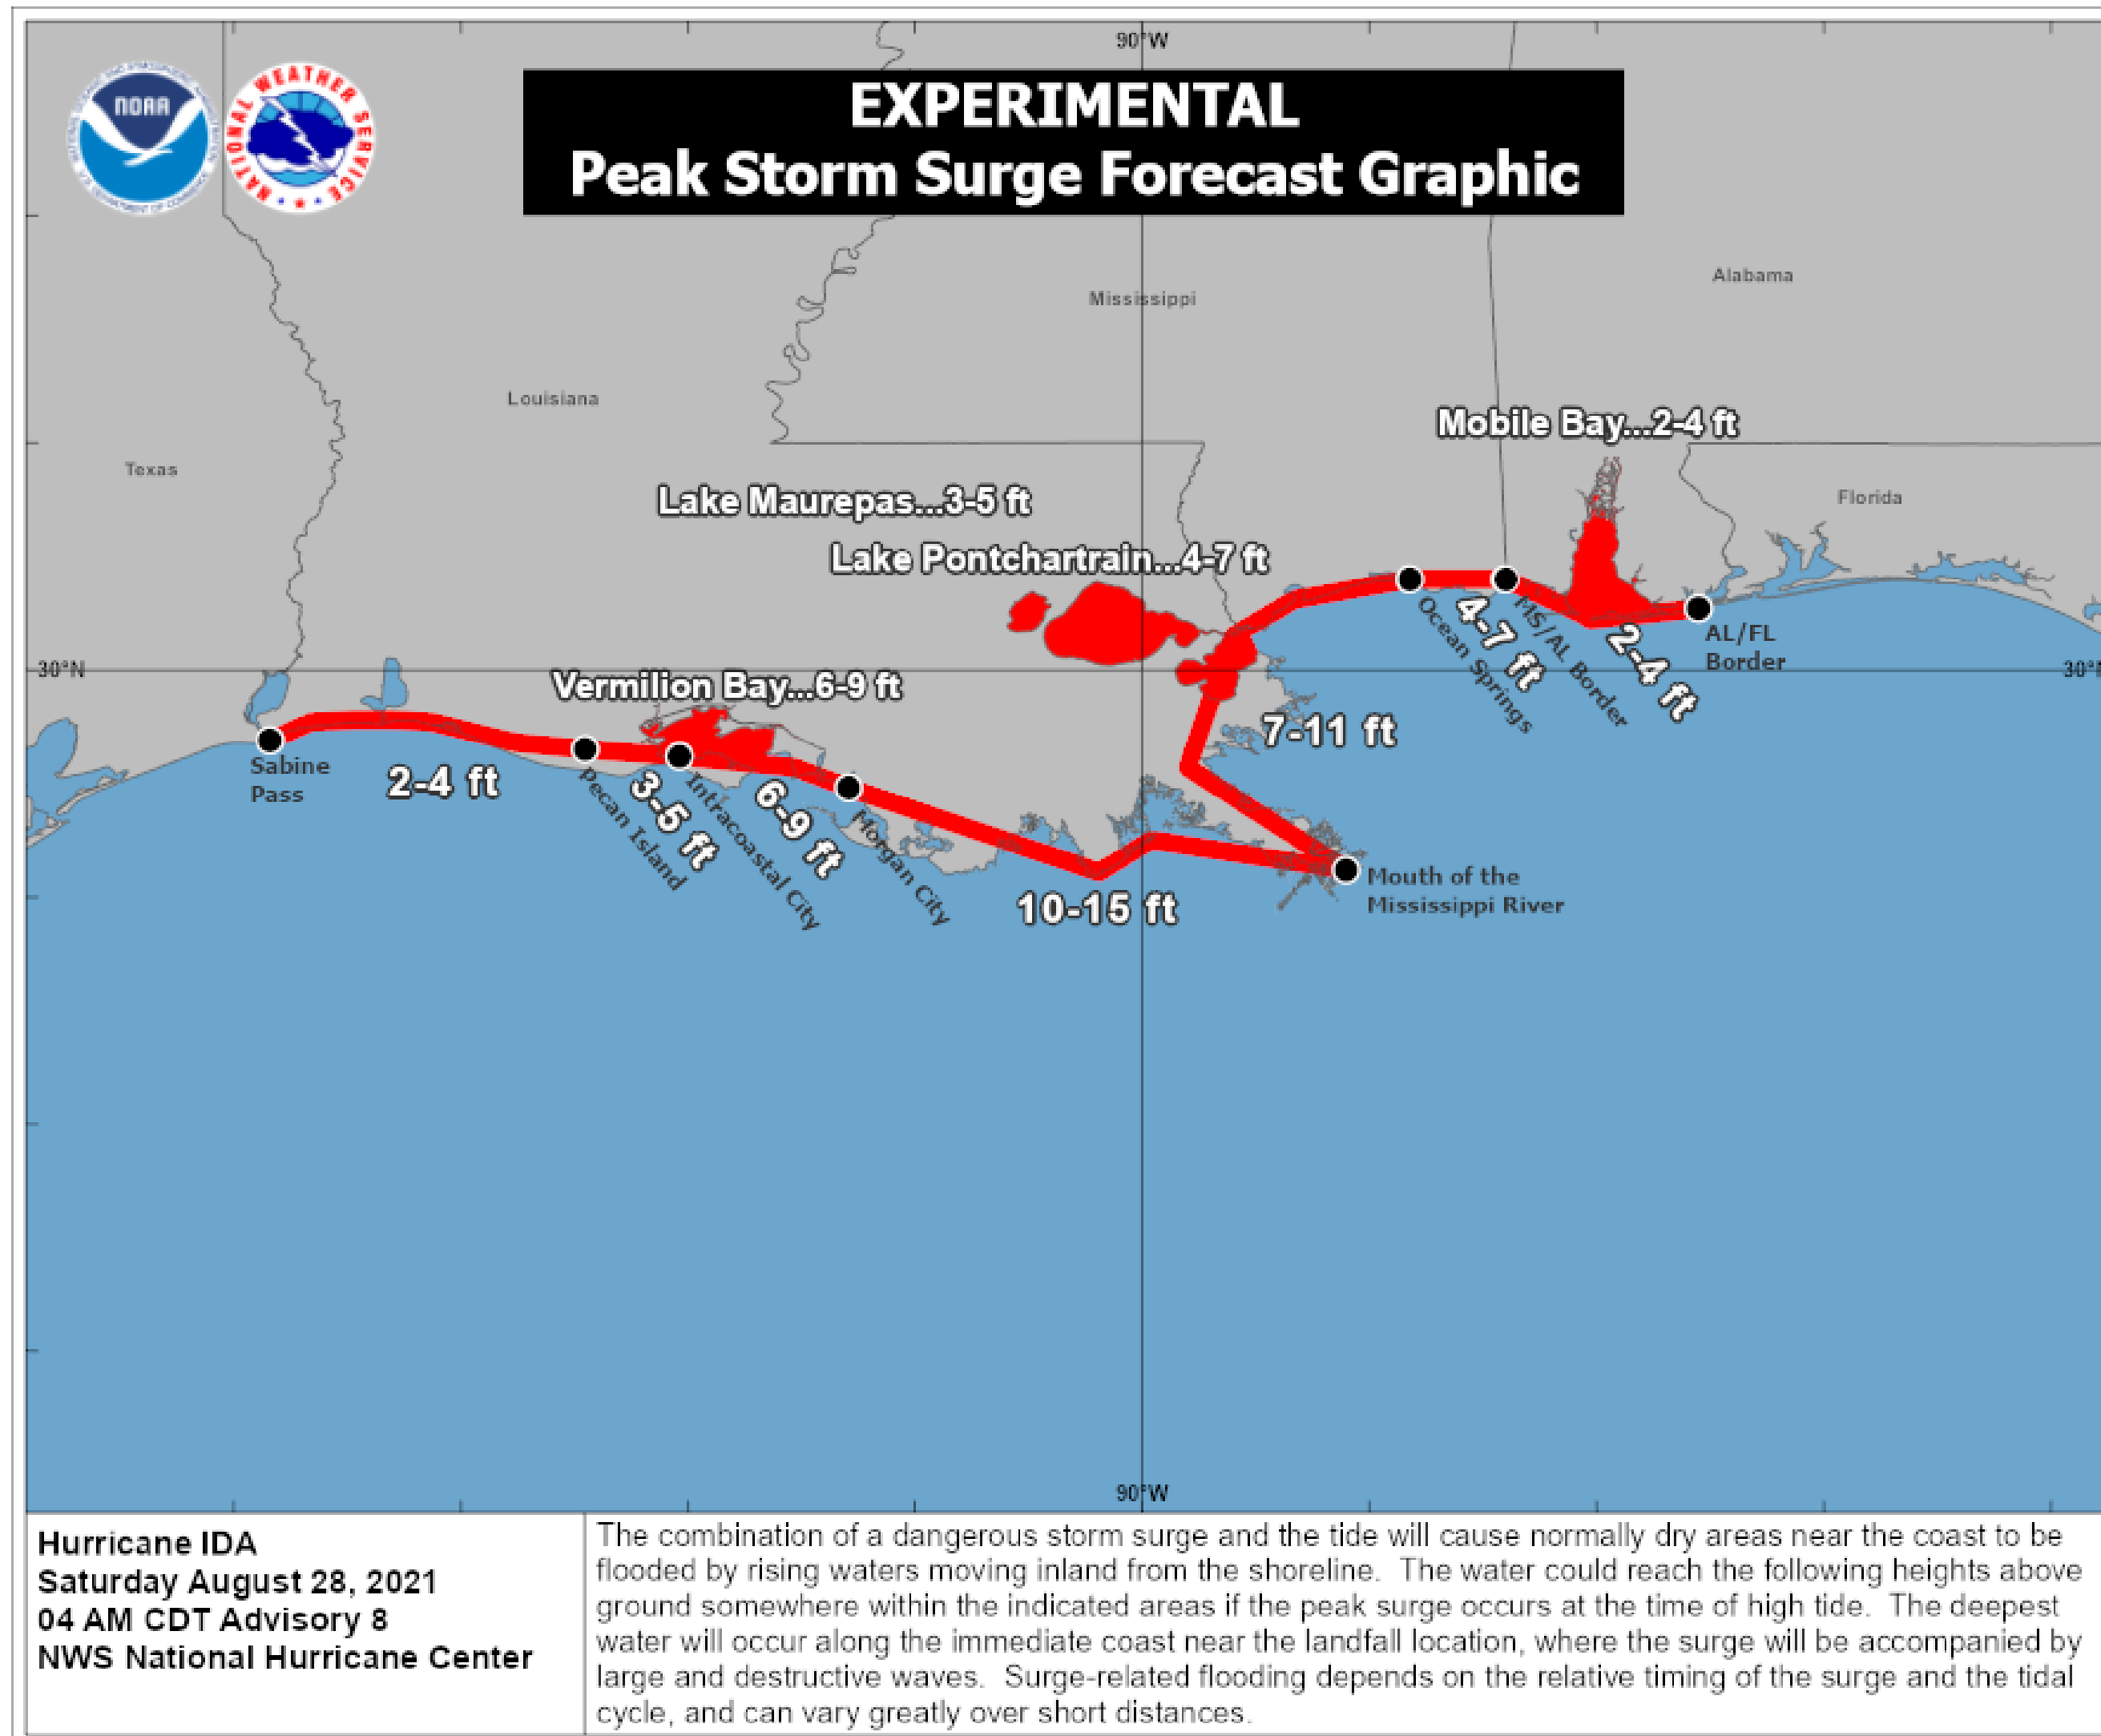 90°W
NOAA
NATIONAL WEATHER SERVICE
EXPERIMENTAL
Peak Storm Surge Forecast Graphic
Alabama
Mississippi
Louisiana
Mobile Bay...2-4 ft
Texas
Florida
Lake Maurepas...3-5 ft
Lake Pontchartrain...4-7 ft
Ocean Springs
4-7 ft
MS/AL Border
2-4 ft
AL/FL
Border
30°N
30°N
Vermilion Bay...6-9 ft
7-11 ft
Sabine
Pass
2-4 ft
Pecan Island
3-5 ft
Intracoastal City
6-9 ft
Morgan City
10-15 ft
Mouth of the
Mississippi River
90°W
Hurricane IDA
Saturday August 28, 2021
04 AM CDT Advisory 8
NWS National Hurricane Center
The combination of a dangerous storm surge and the tide will cause normally dry areas near the coast to be
flooded by rising waters moving inland from the shoreline.  The water could reach the following heights above
ground somewhere within the indicated areas if the peak surge occurs at the time of high tide.  The deepest
water will occur along the immediate coast near the landfall location, where the surge will be accompanied by
large and destructive waves.  Surge-related flooding depends on the relative timing of the surge and the tidal
cycle, and can vary greatly over short distances.